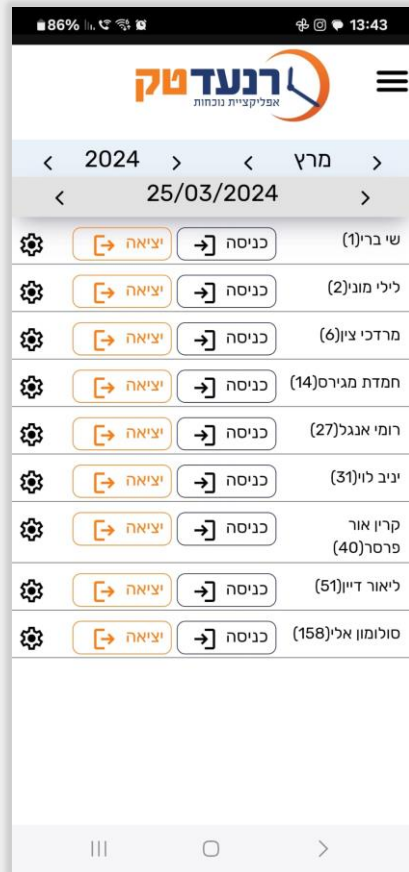 86% 13:43
רנעדטק
אפליקציית נוכחות
מרץ 2024
25/03/2024
שי ברי(1) כניסה יציאה
לילי מוני(2) כניסה יציאה
מרדכי ציון(6) כניסה יציאה
חמדת מגירס(14) כניסה יציאה
רומי אנגל(27) כניסה יציאה
יניב לוי(31) כניסה יציאה
קרין אור כניסה יציאה
פרסר(40)
ליאור דיין(51) כניסה יציאה
סולומון אלי(158) כניסה יציאה